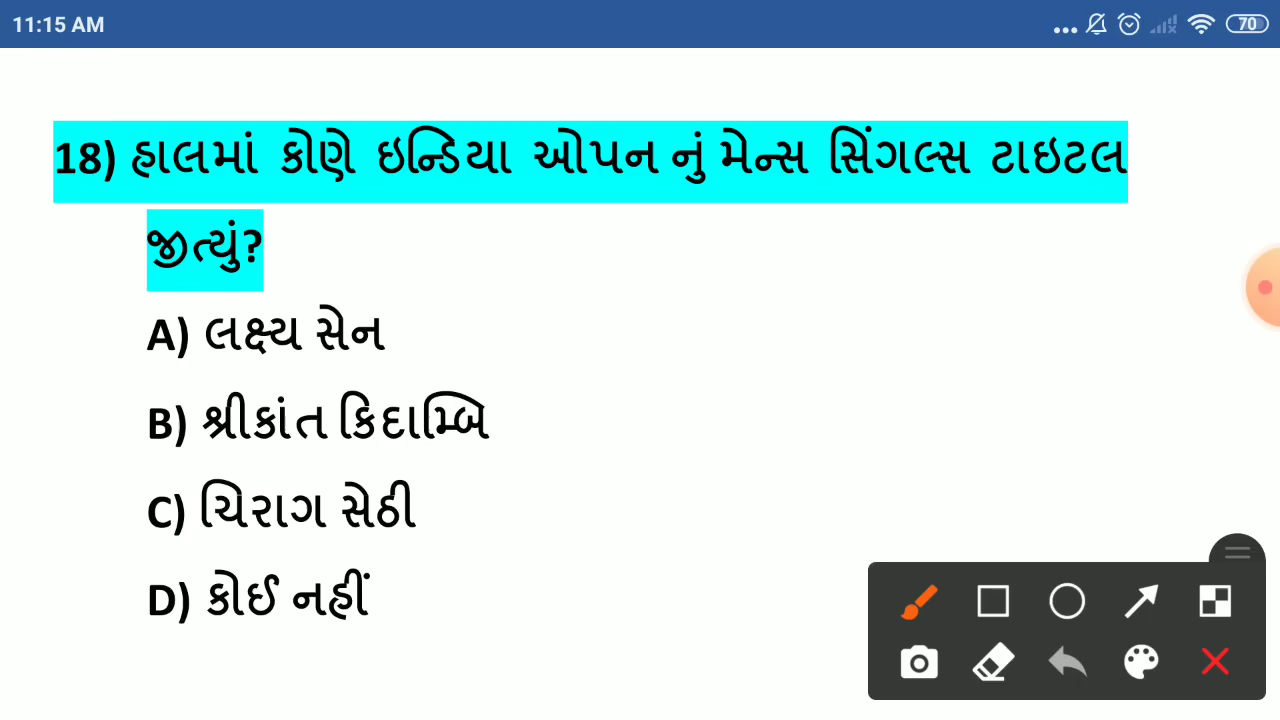 11:15 AM
70
18) હાલમાં કોણે ઇન્ડિયા ઓપન નું મેન્સ સિંગલ્સ ટાઇટલ
જીત્યું?
A) લક્ષ્ય સેન
B) શ્રીકાંત કિદામ્બિ
C) ચિરાગ સેઠી
D) કોઈ નહીં